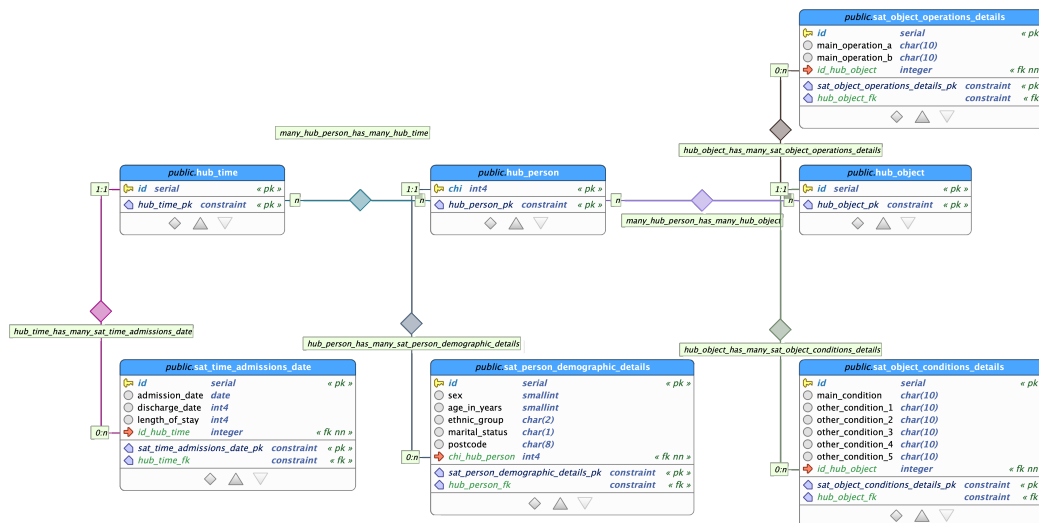 public.sat_object_operations_details
id serial « pk
main_operation_a char(10)
main_operation_b char(10)
id_hub_object integer « fk nn
sat_object_operations_details_pk constraint « pk
hub_object_fk constraint « fk
0:n
many_hub_person_has_many_hub_time
hub_object_has_many_sat_object_operations_details
public.hub_time
1:1
id serial « pk »
hub_time_pk constraint « pk »
n
n
public.hub_person
1:1
chi int4 « pk »
hub_person_pk constraint « pk »
n
n
many_hub_person_has_many_hub_object
public.hub_object
1:1
id serial « pk »
hub_object_pk constraint « pk »
hub_time_has_many_sat_time_admissions_date
hub_person_has_many_sat_person_demographic_details
hub_object_has_many_sat_object_conditions_details
public.sat_time_admissions_date
id serial « pk »
admission_date date
discharge_date int4
length_of_stay int4
0:n
id_hub_time integer « fk nn »
sat_time_admissions_date_pk constraint « pk »
hub_time_fk constraint « fk »
public.sat_person_demographic_details
id serial « pk »
sex smallint
age_in_years smallint
ethnic_group char(2)
marital_status char(1)
postcode char(8)
0:n
chi_hub_person int4 « fk nn »
sat_person_demographic_details_pk constraint « pk »
hub_person_fk constraint « fk »
public.sat_object_conditions_details
id serial « pk
main_condition char(10)
other_condition_1 char(10)
other_condition_2 char(10)
other_condition_3 char(10)
other_condition_4 char(10)
other_condition_5 char(10)
0:n
id_hub_object integer « fk nn
sat_object_conditions_details_pk constraint « pk
hub_object_fk constraint « fk